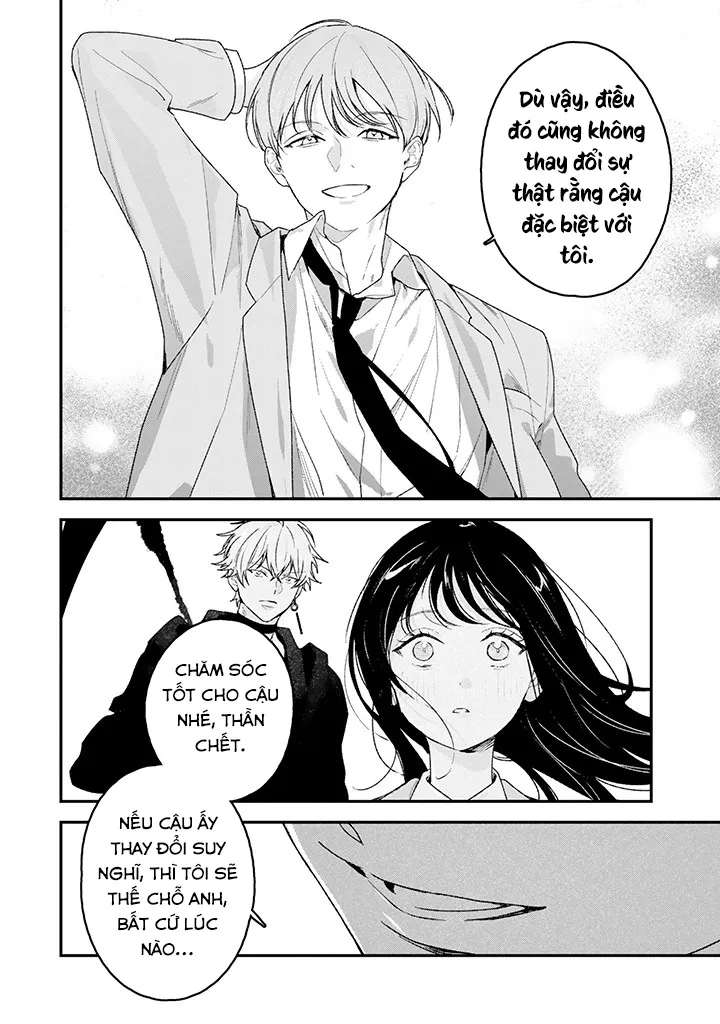 Dù vậy, điều
đó cũng không
thay đổi sự
thật rằng cậu
đặc biệt với
tôi.
CHĂM SÓC
TỐT CHO CẬU
NHÉ, THẦN
CHẾT.
NẾU CẬU ẤY
THAY ĐỔI SUY
NGHĨ, THÌ TÔI SẼ
THẾ CHỖ ANH,
BẤT CỨ LÚC
NÀO...